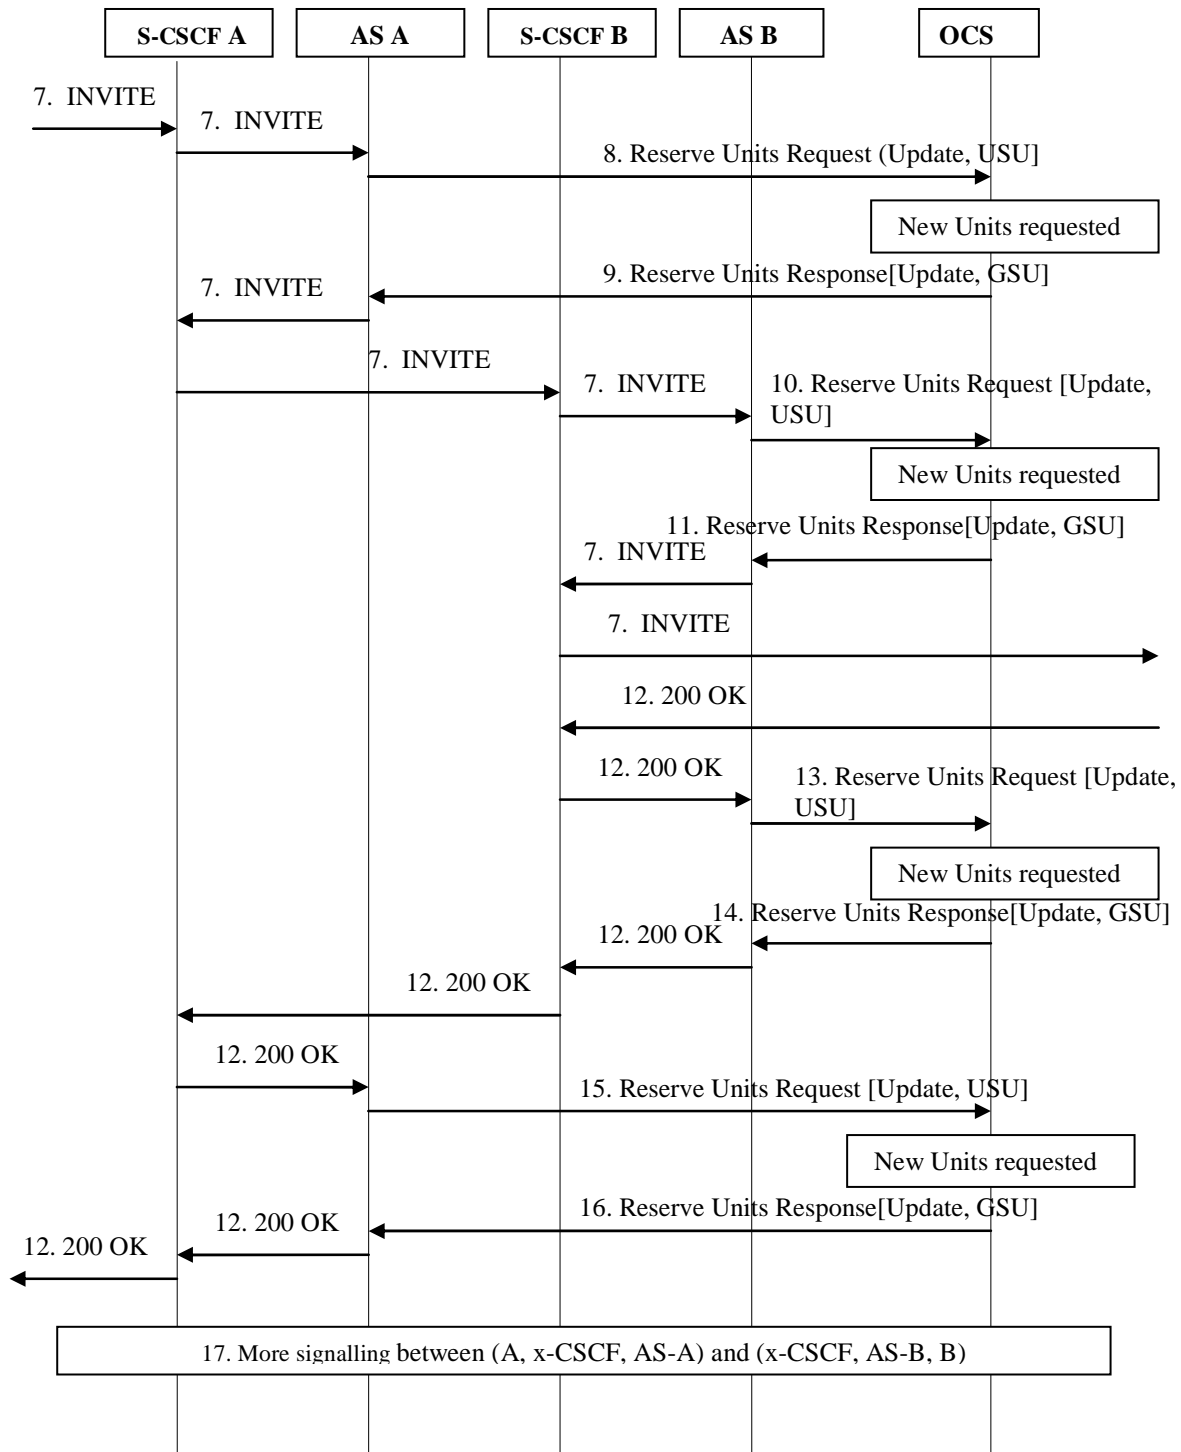 S-CSCF A
AS A
S-CSCF B
AS B
OCS
7. INVITE
7. INVITE
8. Reserve Units Request (Update, USU]
New Units requested
9. Reserve Units Response[Update, GSU]
7. INVITE
7. INVITE
7. INVITE
10. Reserve Units Request [Update,
USU]
New Units requested
11. Reserve Units Response[Update, GSU]
7. INVITE
7. INVITE
12. 200 OK
12. 200 OK
13. Reserve Units Request [Update,
USU]
New Units requested
14. Reserve Units Response[Update, GSU]
12. 200 OK
12. 200 OK
12. 200 OK
15. Reserve Units Request [Update, USU]
New Units requested
16. Reserve Units Response[Update, GSU]
12. 200 OK
12. 200 OK
17. More signalling between (A, x-CSCF, AS-A) and (x-CSCF, AS-B, B)